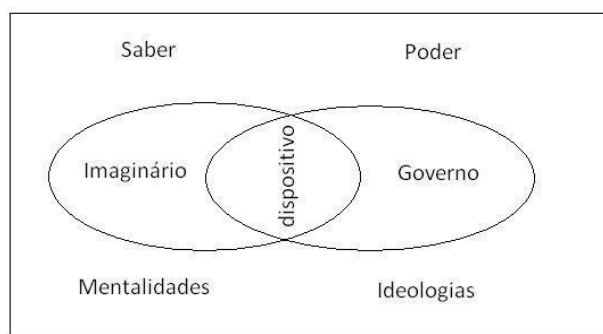 Saber
Poder
Imaginário
dispositivo
Governo
Mentalidades
Ideologias